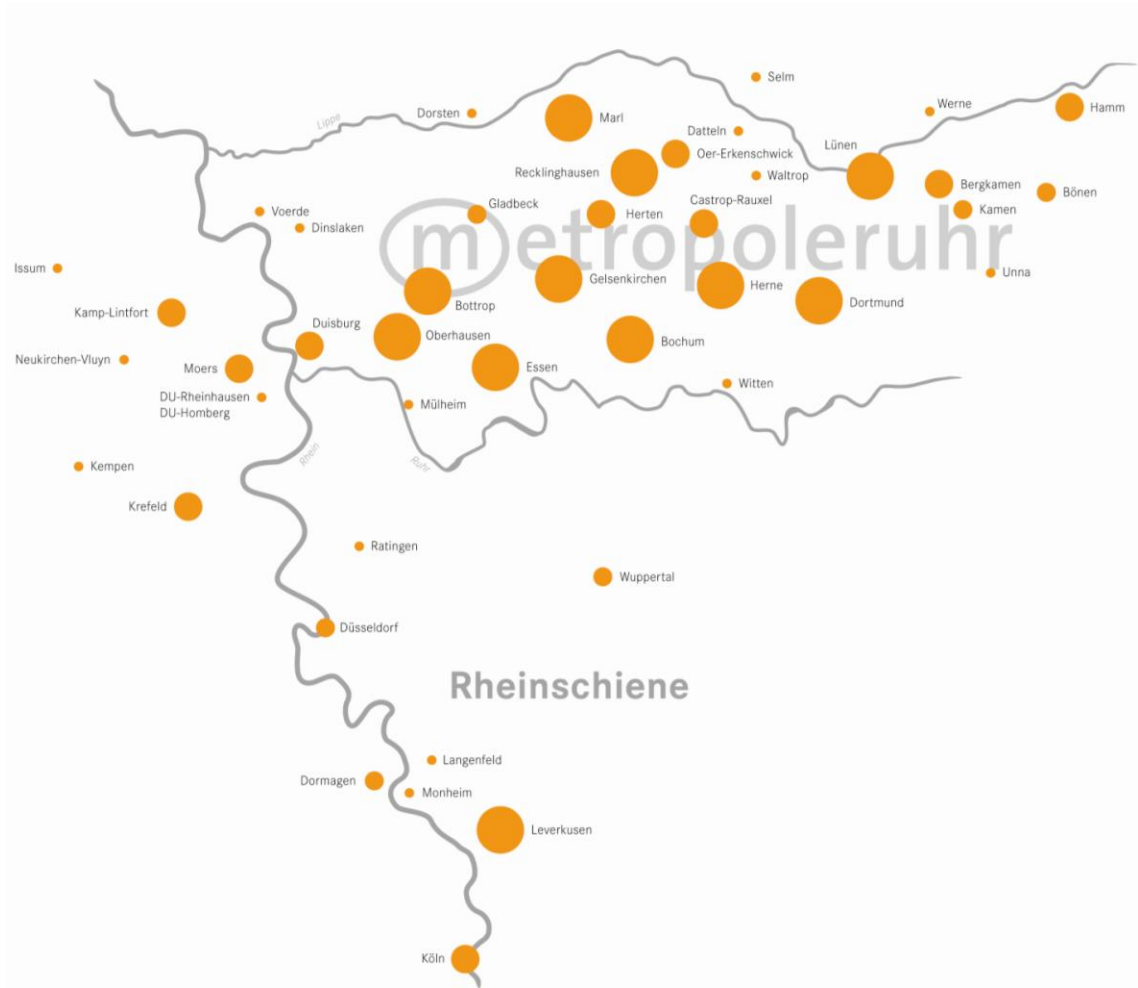 Selm
Dorsten
Marl
Werne
Hamm
Lippe
Datteln
Oer-Erkenschwick
Lünen
Recklinghausen
Waltrop
Bergkamen
Bönen
Gladbeck
Castrop-Rauxel
Kamen
Voerde
Herten
Dinslaken
metropoleruhr
Issum
Unna
Gelsenkirchen
Herne
Bottrop
Dortmund
Kamp-Lintfort
Duisburg
Oberhausen
Bochum
Neukirchen-Vluyn
Moers
Essen
Witten
DU-Rheinhausen
DU-Homberg
Mülheim
Rhein
Ruhr
Kempen
Krefeld
Ratingen
Wuppertal
Düsseldorf
Rheinschiene
Langenfeld
Dormagen
Monheim
Leverkusen
Köln